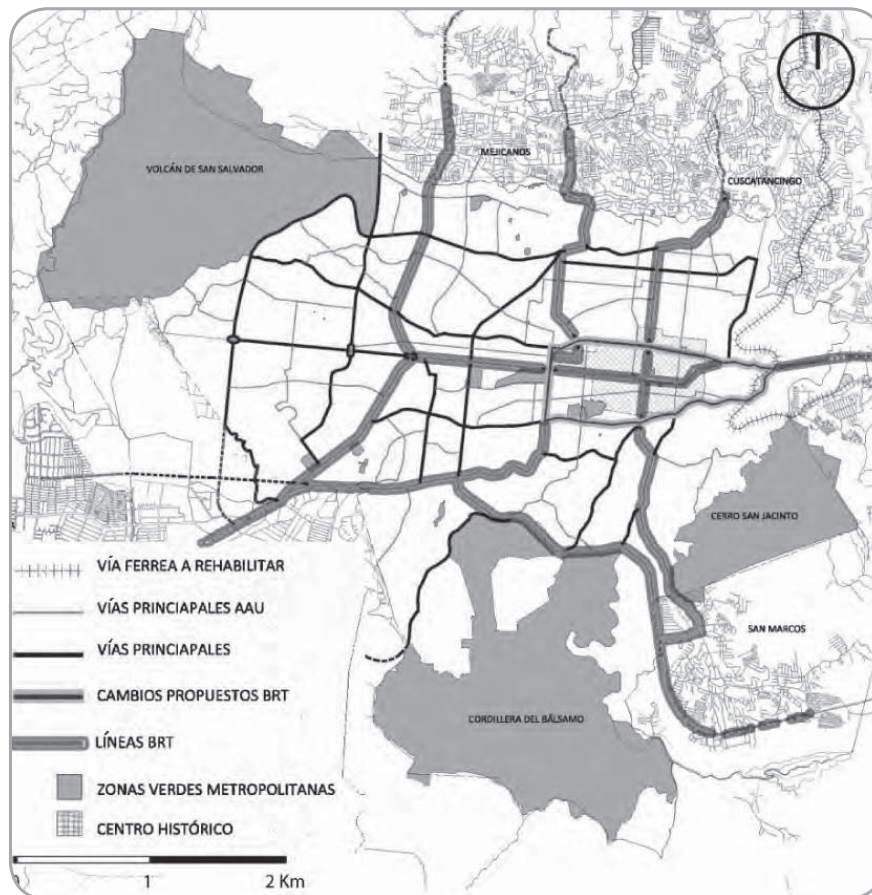 MEJICANOS
VOLCÁN DE SAN SALVADOR
CUSCATANCINGO
CERRO SAN JACINTO
VÍA FERREA A REHABILITAR
VÍAS PRINCIAPALES AAU
SAN MARCOS
VÍAS PRINCIAPALES
CAMBIOS PROPUESTOS BRT
CORDILLERA DEL BÁLSAMO
LÍNEAS BRT
ZONAS VERDES METROPOLITANAS
CENTRO HISTÓRICO
0 1 2 Km